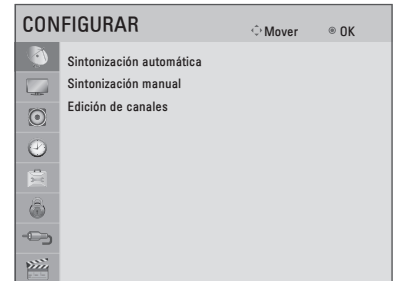 CONFIGURAR
Mover OK
Sintonización automática
Sintonización manual
Edición de canales